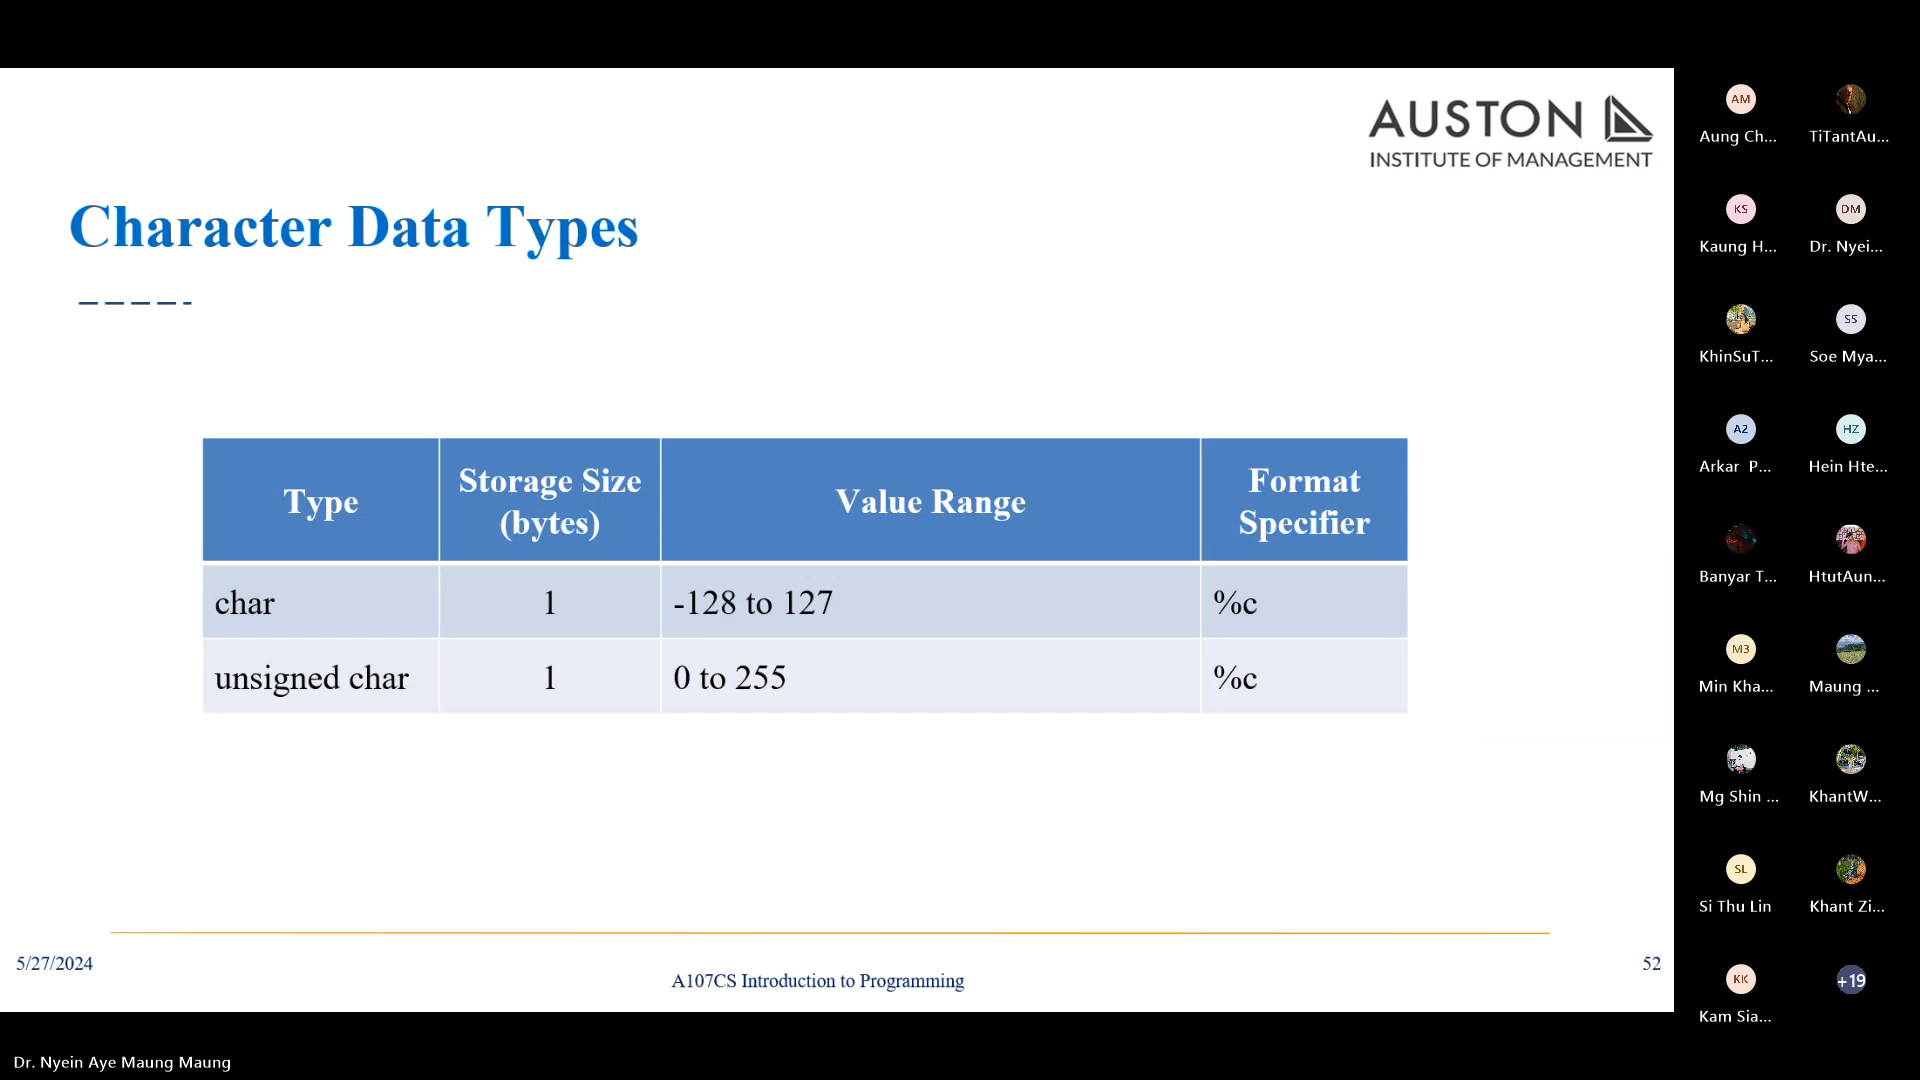 AUSTON
INSTITUTE OF MANAGEMENT
Character Data Types
Type
Storage Size
(bytes)
Value Range
Format
Specifier
char
1
-128 to 127
%c
unsigned char
1
0 to 255
%c
5/27/2024
A107CS Introduction to Programming
52
AM
Aung Ch...
TiTantAu...
KS
Kaung H...
DM
Dr. Nyei...
KhinSuT...
SS
Soe Mya...
A2
Arkar P...
HZ
Hein Hte...
Banyar T...
HtutAun...
M3
Min Kha...
Maung ...
Mg Shin ...
KhantW...
SL
Si Thu Lin
Khant Zi...
KK
Kam Sia...
+19
Dr. Nyein Aye Maung Maung